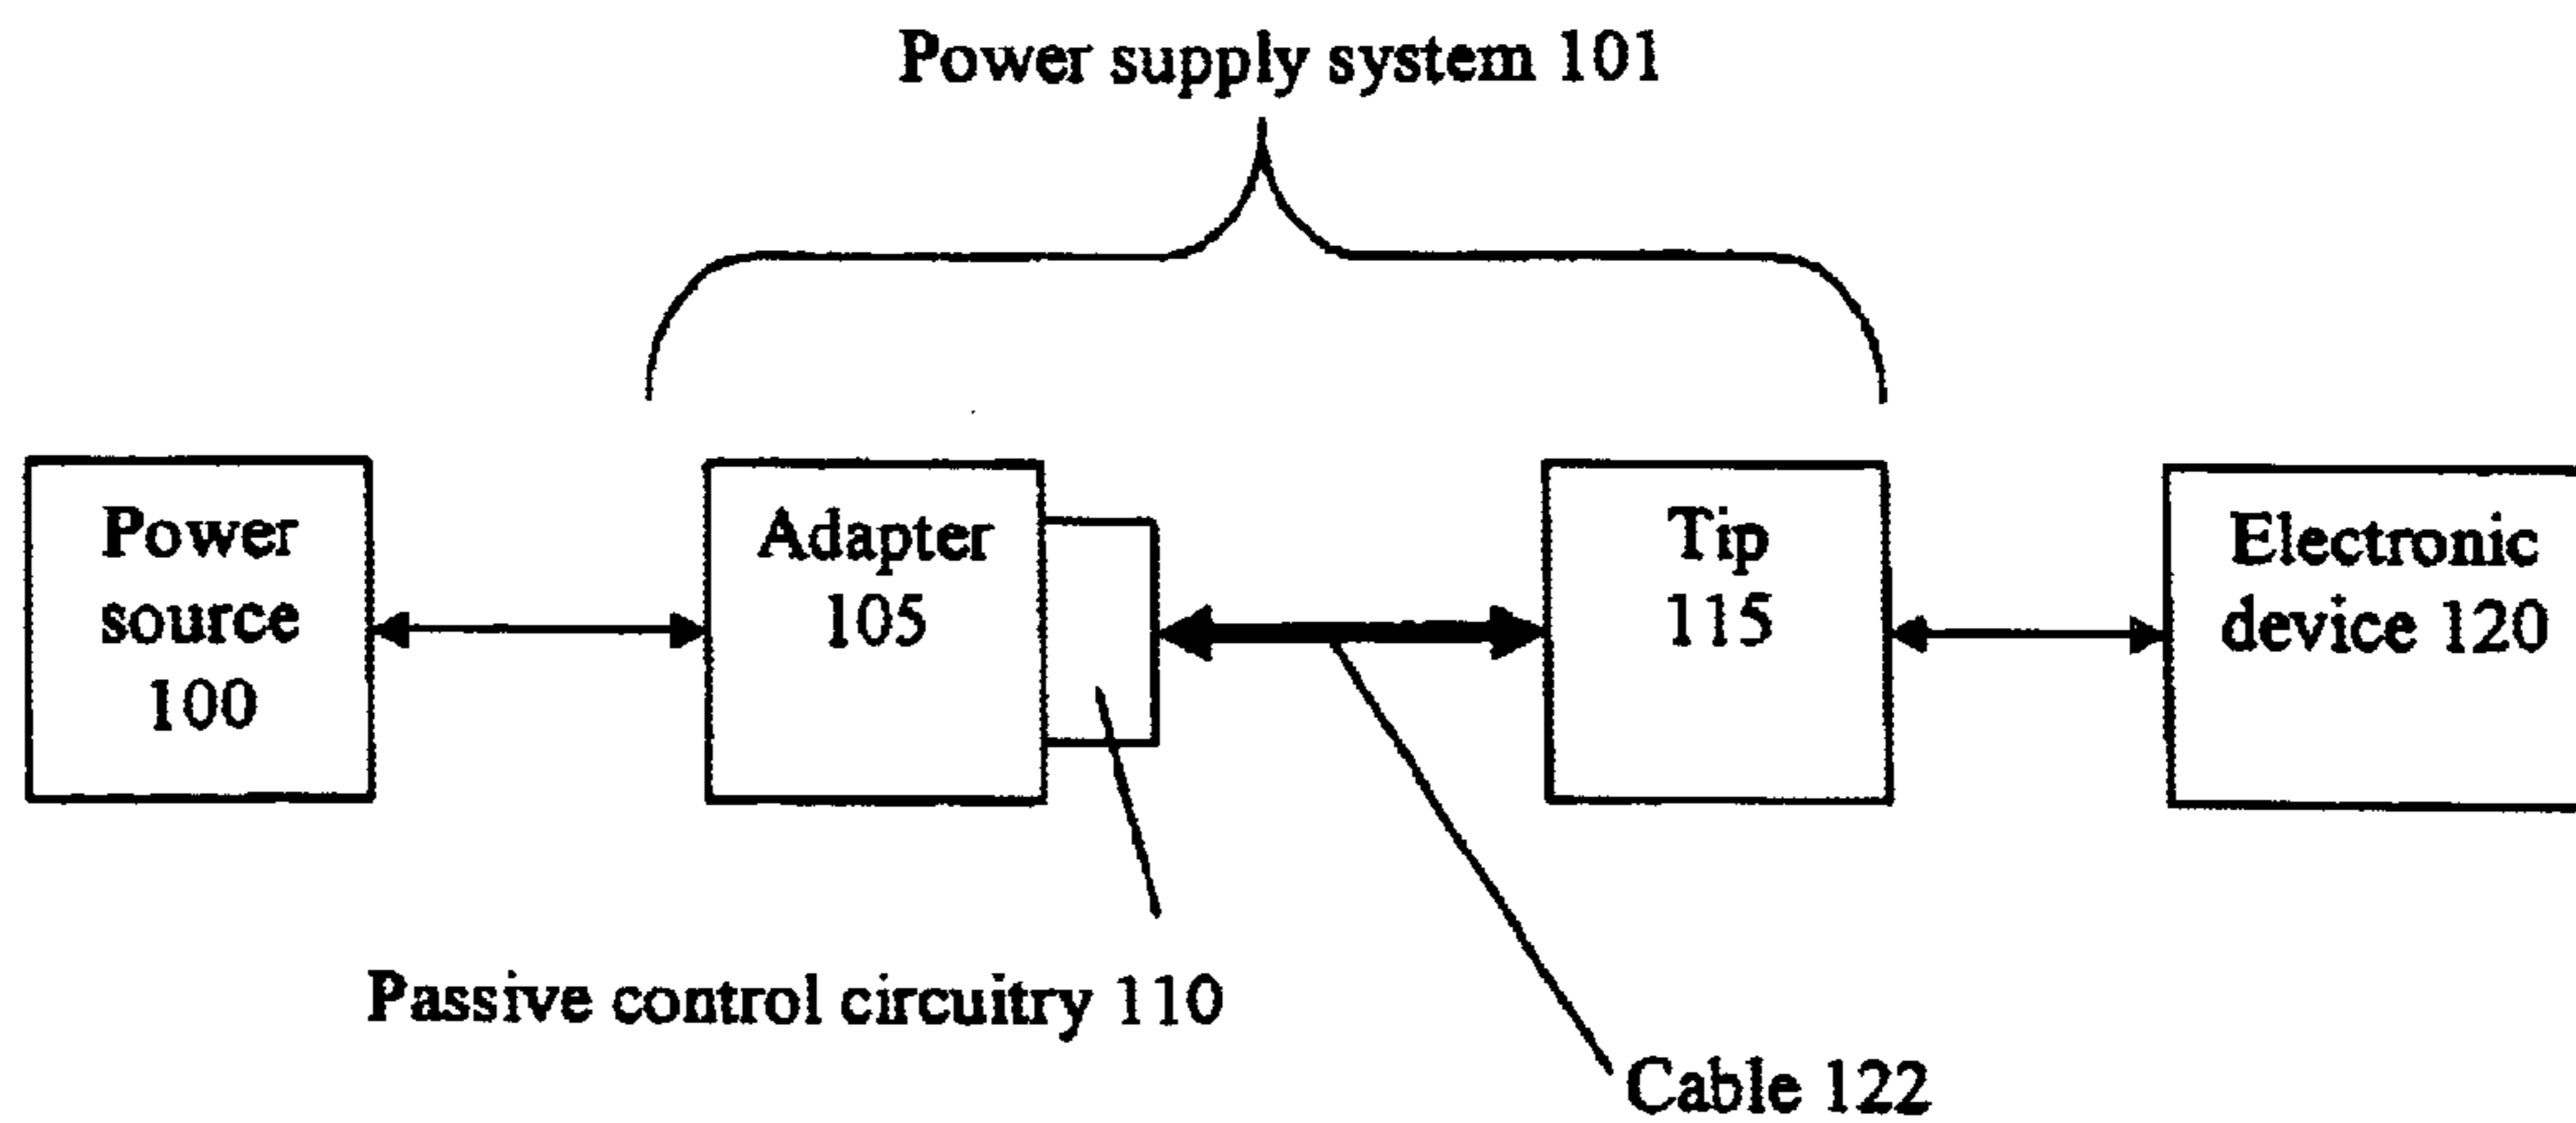 Power supply system 101
Power
source
100
Adapter
105
Tip
115
Electronic
device 120
Passive control circuitry 110
Cable 122